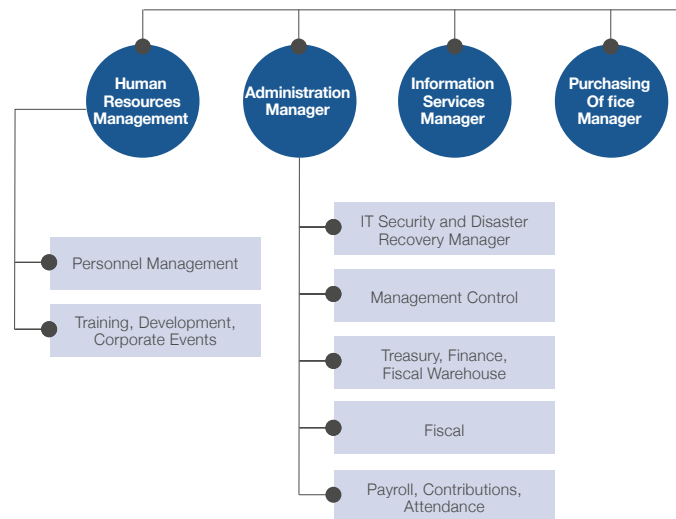 Human
Resources
Management
Administration
Manager
Information
Services
Manager
Purchasing
Of fice
Manager
Personnel Management
Training, Development,
Corporate Events
IT Security and Disaster
Recovery Manager
Management Control
Treasury, Finance,
Fiscal Warehouse
Fiscal
Payroll, Contributions,
Attendance